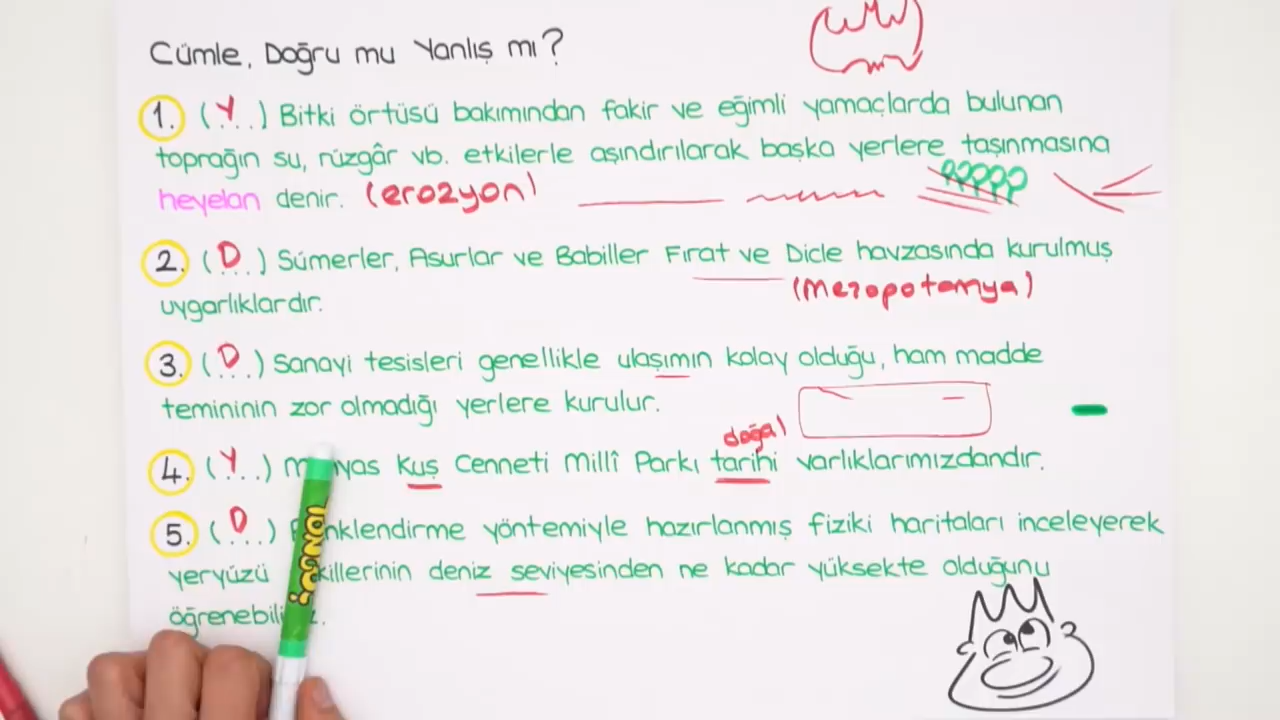 Cümle, Doğru mu Yanlış mı?
1. (Y) Bitki örtüsü bakımından fakir ve eğimli yamaçlarda bulunan
toprağın su, rüzgâr vb. etkilerle aşındırılarak başka yerlere taşınmasına
heyelan denir. (erozyon)
2. (D) Sümerler, Asurlar ve Babiller Fırat ve Dicle havzasında kurulmuş
(Mezopotamya)
uygarlıklardır.
3. (D) Sanayi tesisleri genellikle ulaşımın kolay olduğu, ham madde
temininin zor olmadığı yerlere kurulur.
doğal
4. (Y) Kuş Cenneti Millî Parkı tarihi varlıklarımızdandır.
5. (D) yöntemiyle hazırlanmış fiziki haritaları inceleyerek
yeryüzü deniz seviyesinden ne kadar yüksekte olduğunu